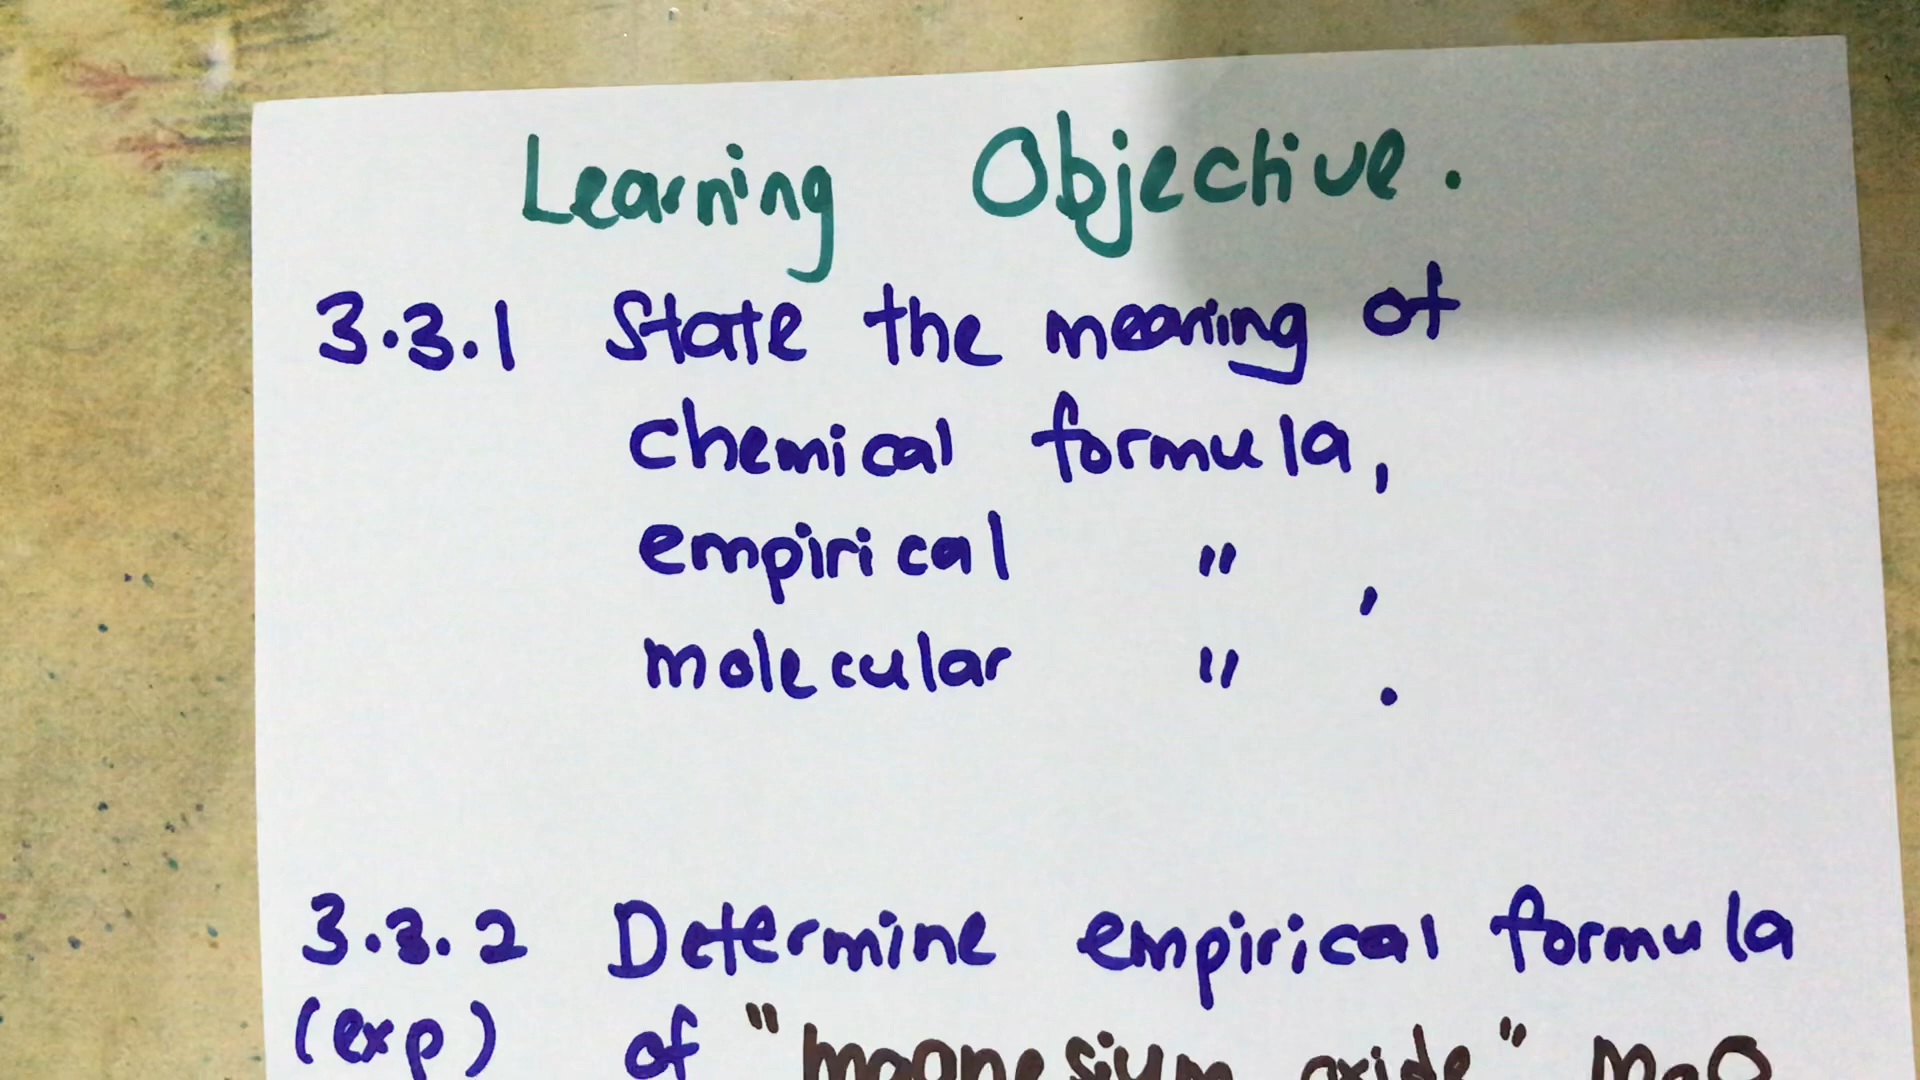 Learning Objective.
3.3.1 State the meaning of
chemical formula,
empirical " ,
molecular " .
3.3.2 Determine empirical formula
(exp) of "magnesium oxide" MgO